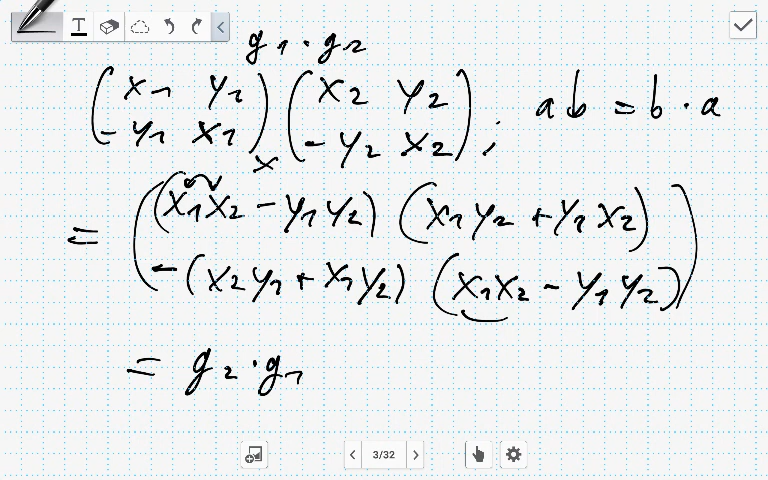 T
g₁ · g₂
( x₁ y₁ ) ( x₂ y₂ ) ab = b · a
( - y₁ x₁ ) ( - y₂ x₂ ) ;
x
= ( (x₁x₂ - y₁y₂) (x₁y₂ + y₁x₂) )
( - (x₂y₁ + x₁y₂) (x₁x₂ - y₁y₂) )
= g₂ · g₁
3/32